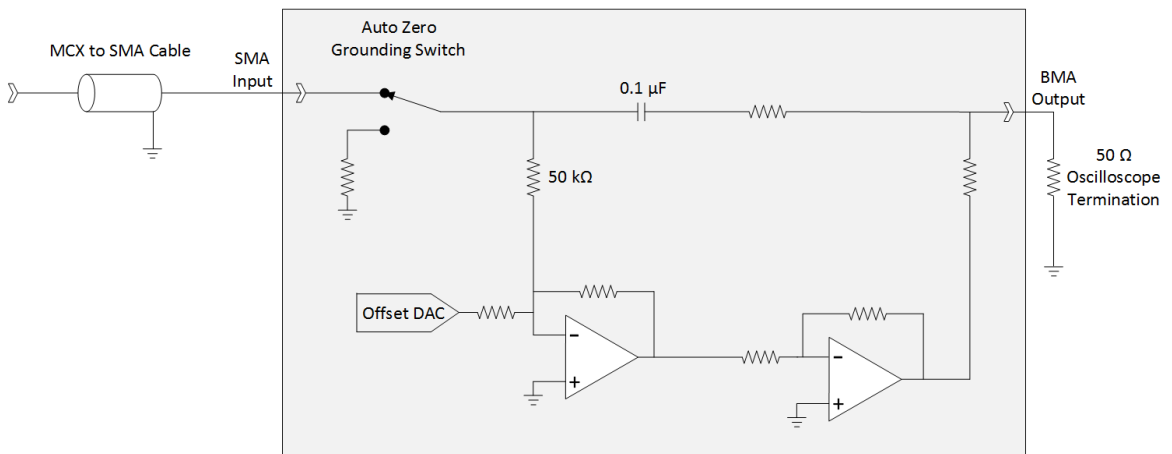 Auto Zero
Grounding Switch
MCX to SMA Cable
SMA
Input
0.1 µF
BMA
Output
50 kΩ
50 Ω
Oscilloscope
Termination
Offset DAC
−
+
−
+